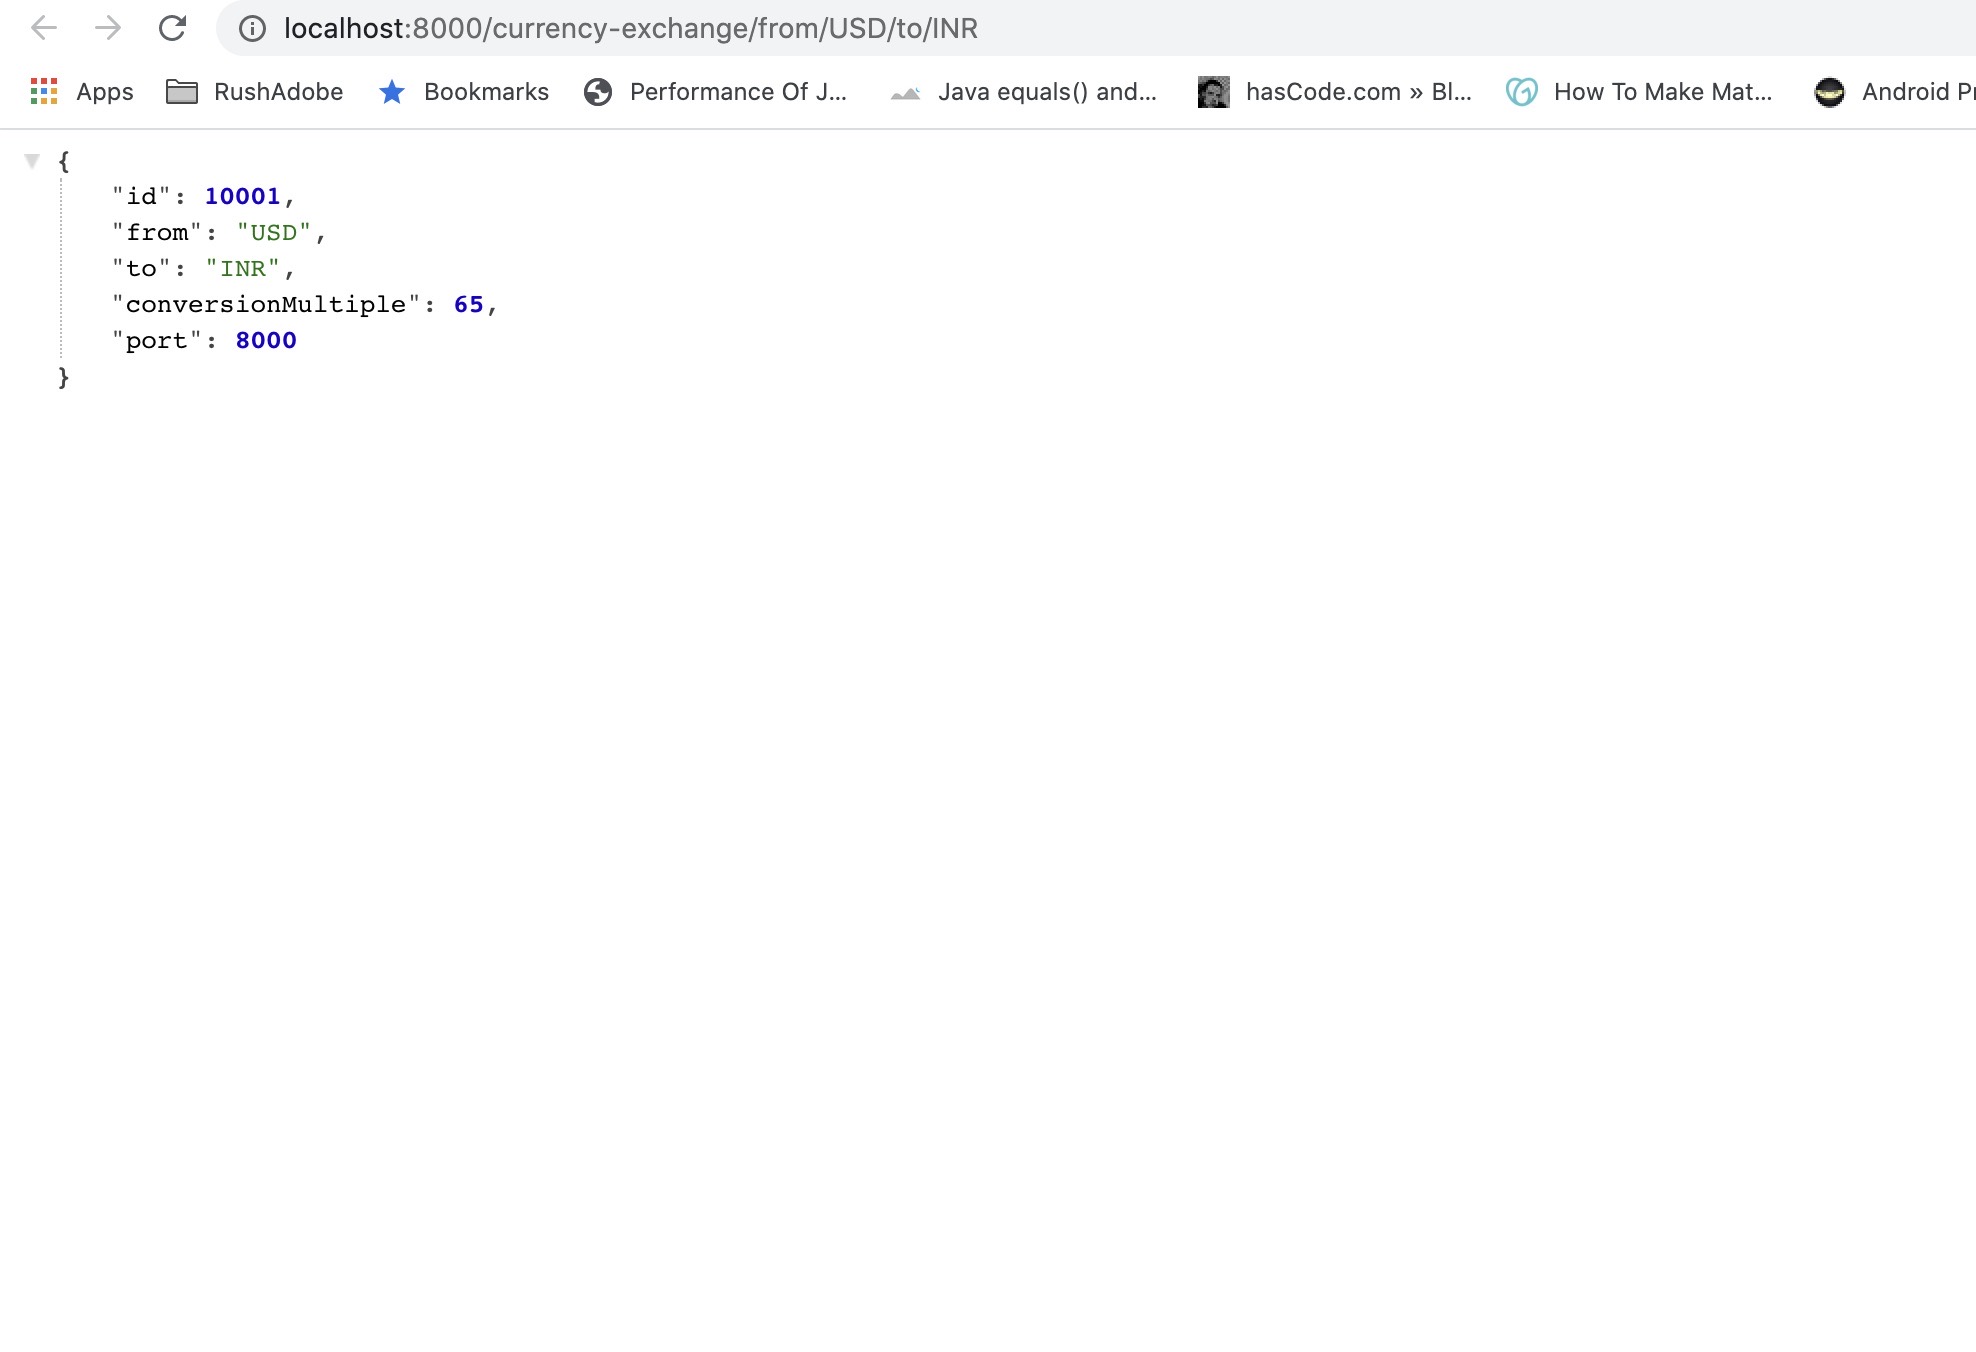 localhost:8000/currency-exchange/from/USD/to/INR
Apps RushAdobe Bookmarks Performance Of J... Java equals() and... hasCode.com » Bl... How To Make Mat... Android Pr
{
"id": 10001,
"from": "USD",
"to": "INR",
"conversionMultiple": 65,
"port": 8000
}